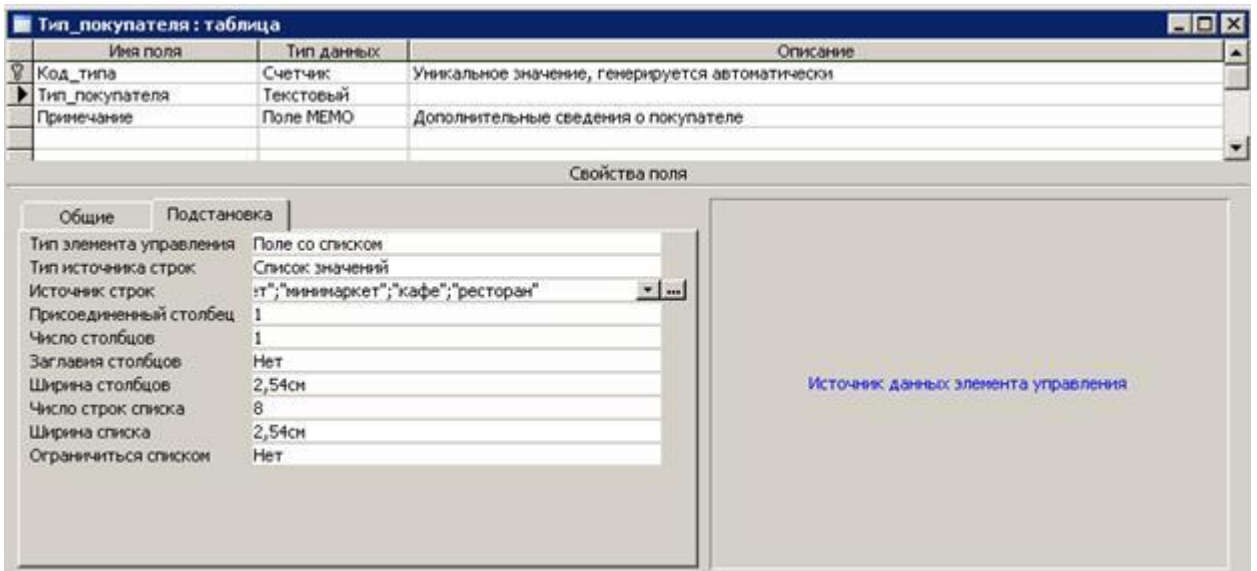 Тип_покупателя : таблица
Имя поля Тип данных Описание
Код_типа Счетчик Уникальное значение, генерируется автоматически
Тип_покупателя Текстовый
Примечание Поле MEMO Дополнительные сведения о покупателе
Свойства поля
Общие Подстановка
Тип элемента управления Поле со списком
Тип источника строк Список значений
Источник строк ет";"минимаркет";"кафе";"ресторан" ...
Присоединенный столбец 1
Число столбцов 1
Заглавия столбцов Нет
Ширина столбцов 2,54см
Число строк списка 8
Ширина списка 2,54см
Ограничиться списком Нет
Источник данных элемента управления